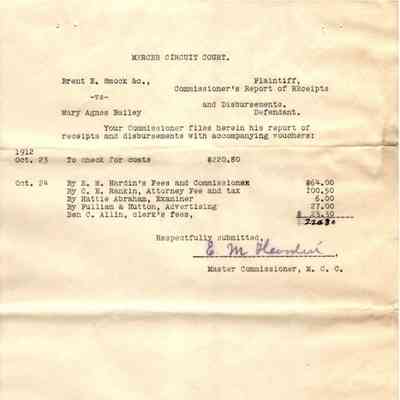 MERCER CIRCUIT COURT.
Brent E. Smock &c., Plaintiff,
Commissioner's Report of Receipts
-vs-
and Disbursements.
Mary Agnes Bailey Defendant.
Your Commissioner files herein his report of
receipts and disbursements with accompanying vouchers:
1912
Oct. 23 To check for costs $220.80
Oct. 24 By E. M. Hardin's Fees and Commissions $64.00
By C. E. Rankin, Attorney Fee and tax 100.50
By Hattie Abraham, Examiner 6.00
By Pulliam & Hutton, Advertising 27.00
Ben C. Allin, clerk's fees, $ 23.30
220.80
Respectfully submitted,
E. M. Hardin
Master Commissioner, M. C. C.